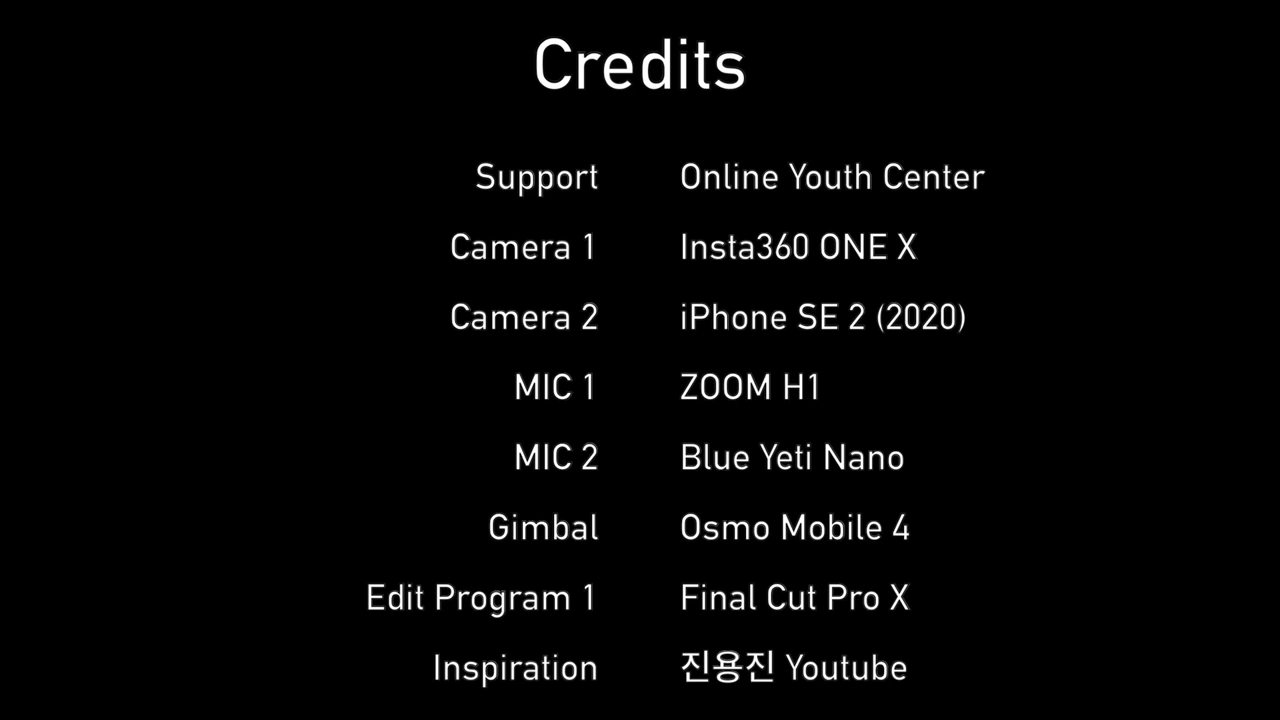 Credits
Support Online Youth Center
Camera 1 Insta360 ONE X
Camera 2 iPhone SE 2 (2020)
MIC 1 ZOOM H1
MIC 2 Blue Yeti Nano
Gimbal Osmo Mobile 4
Edit Program 1 Final Cut Pro X
Inspiration 진용진 Youtube